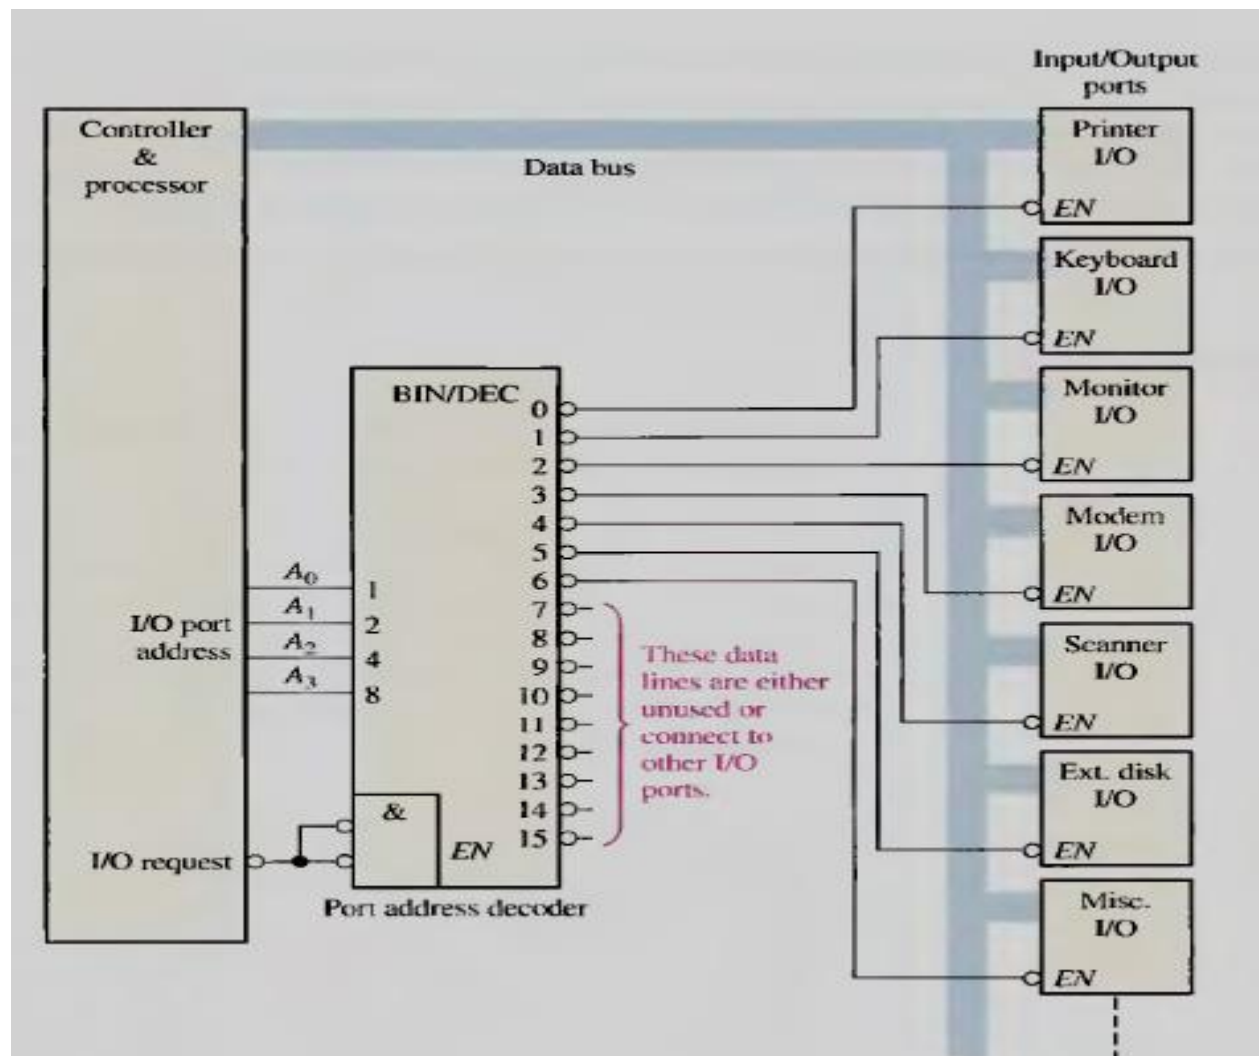 Input/Output
ports
Controller
&
processor
Data bus
Printer
I/O
EN
Keyboard
I/O
EN
Monitor
I/O
EN
Modem
I/O
EN
Scanner
I/O
EN
Ext. disk
I/O
EN
Misc.
I/O
EN
BIN/DEC
0
1
2
3
4
5
6
7
8
9
10
11
12
13
14
15
I/O port
address
A0
A1
A2
A3
1
2
4
8
These data
lines are either
unused or
connect to
other I/O
ports.
&
EN
I/O request
Port address decoder